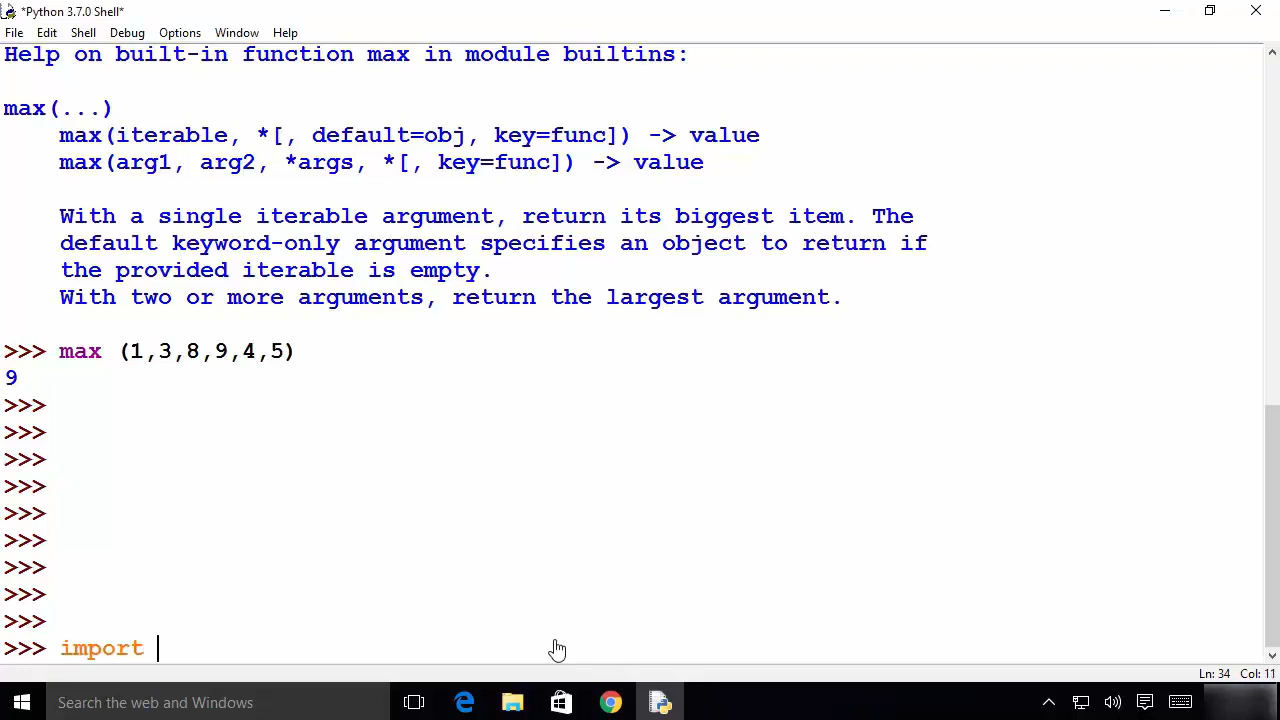 *Python 3.7.0 Shell*
File Edit Shell Debug Options Window Help
Help on built-in function max in module builtins:
max(...)
max(iterable, *[, default=obj, key=func]) -> value
max(arg1, arg2, *args, *[, key=func]) -> value
With a single iterable argument, return its biggest item. The
default keyword-only argument specifies an object to return if
the provided iterable is empty.
With two or more arguments, return the largest argument.
>>> max (1,3,8,9,4,5)
9
>>>
>>>
>>>
>>>
>>>
>>>
>>>
>>>
>>>
>>> import
Ln: 34 Col: 11
Search the web and Windows